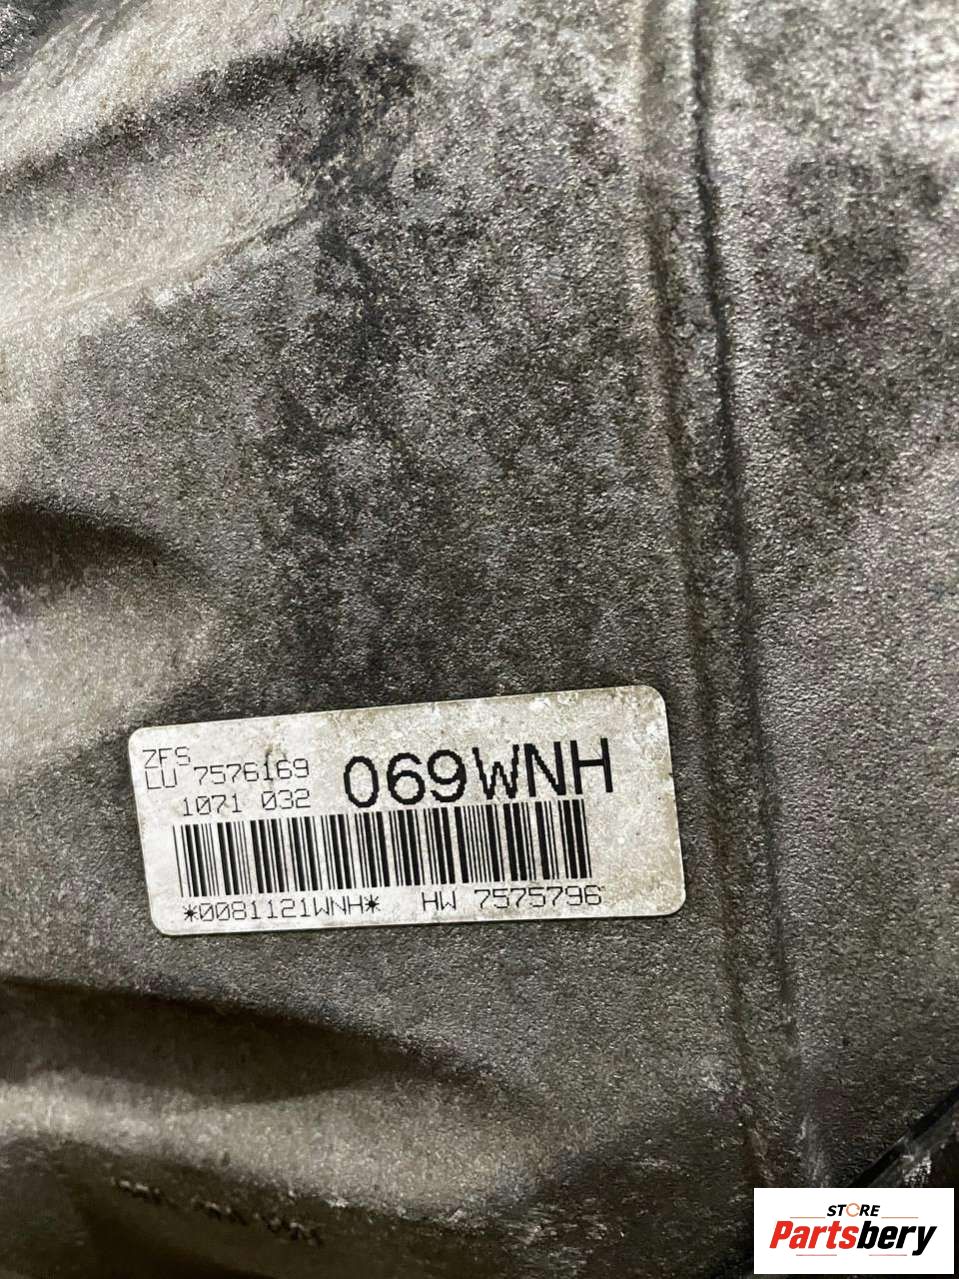 ZFS
LU 7576169
1071 032
069WNH
*0081121WNH* HW 7575796
STORE
Partsbery